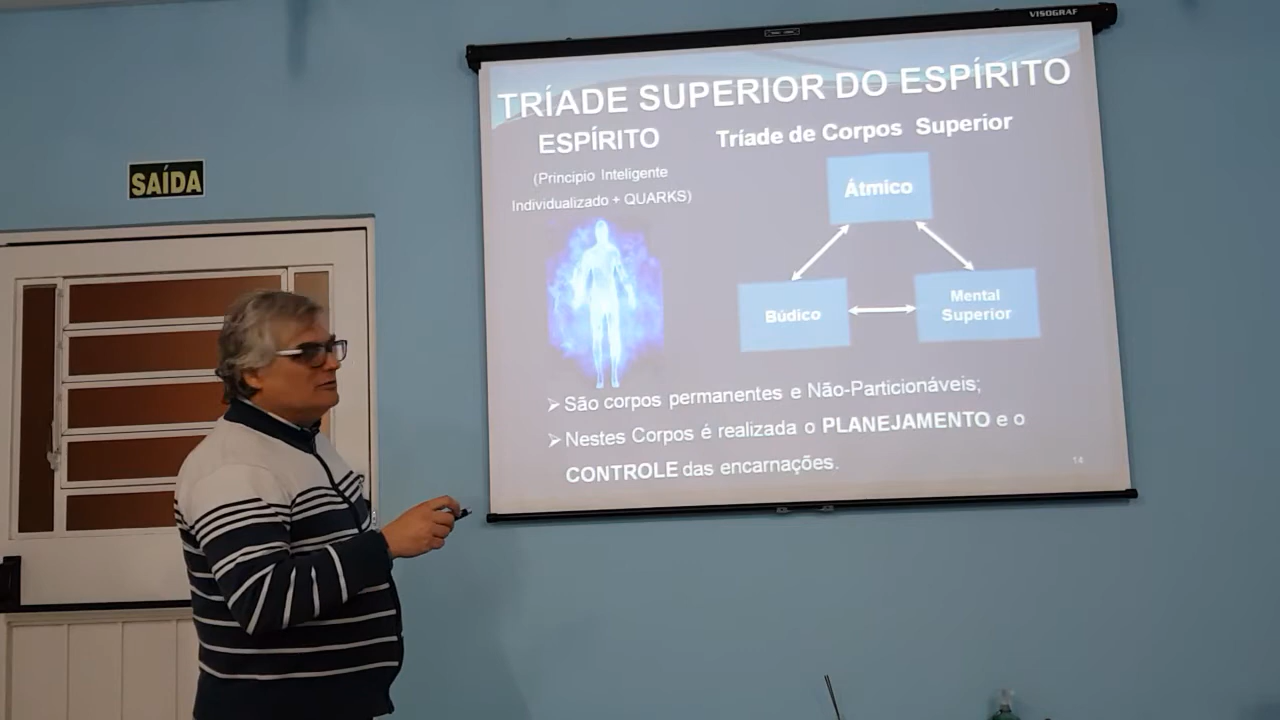 VISOGRAF
TRÍADE SUPERIOR DO ESPÍRITO
ESPÍRITO
(Principio Inteligente
Individualizado + QUARKS)
Tríade de Corpos Superior
Átmico
Búdico
Mental
Superior
➢ São corpos permanentes e Não-Particionáveis;
➢ Nestes Corpos é realizada o PLANEJAMENTO e o
CONTROLE das encarnações.
14
SAÍDA